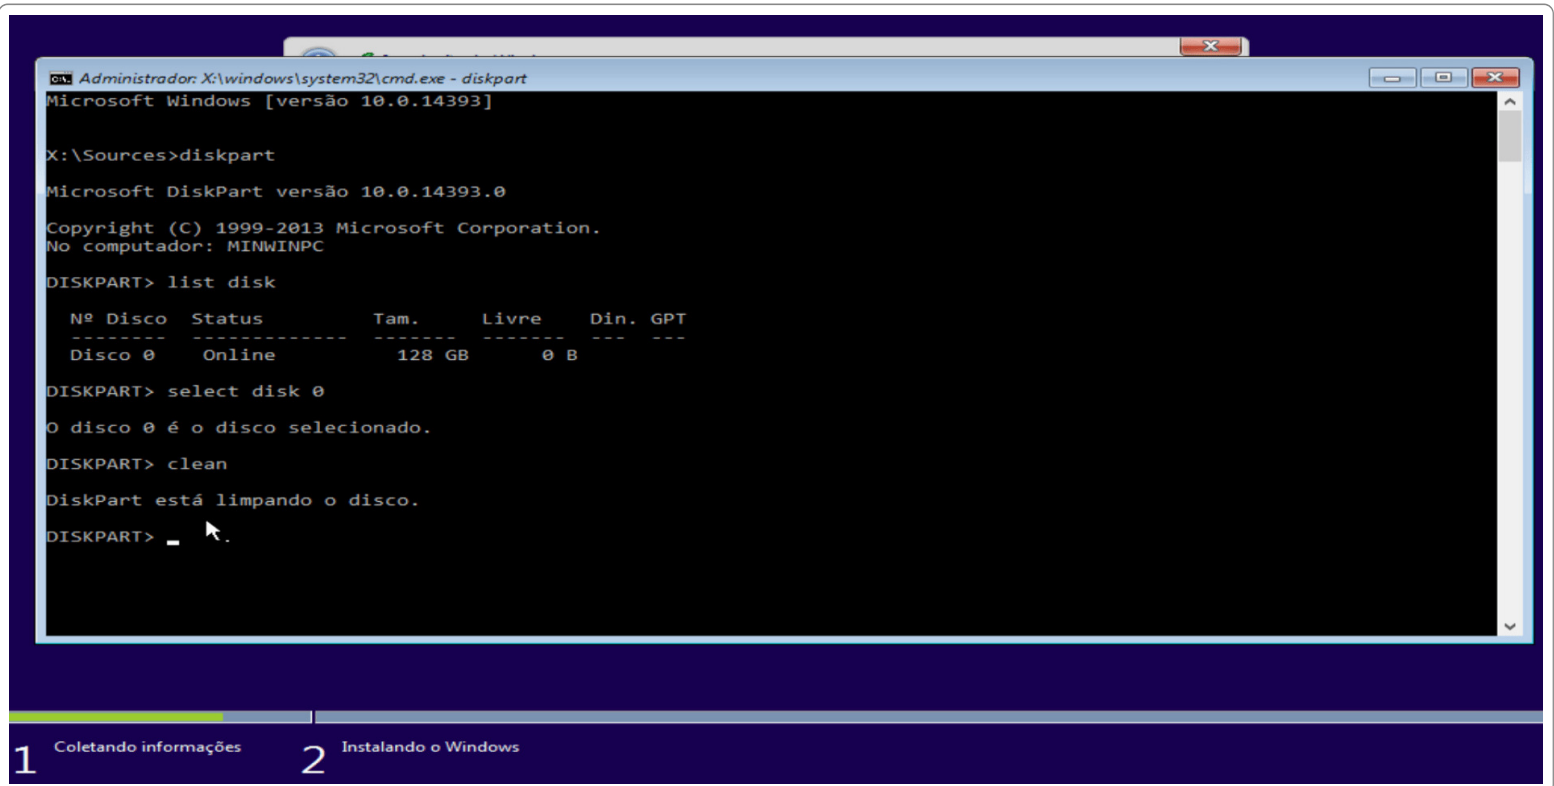 Administrador: X:\windows\system32\cmd.exe - diskpart
Microsoft Windows [versão 10.0.14393]
X:\Sources>diskpart
Microsoft DiskPart versão 10.0.14393.0
Copyright (C) 1999-2013 Microsoft Corporation.
No computador: MINWINPC
DISKPART> list disk
Nº Disco  Status         Tam.     Livre    Din.  GPT
--------  -------------  -------  -------  ---  ---
Disco 0    Online          128 GB      0 B
DISKPART> select disk 0
O disco 0 é o disco selecionado.
DISKPART> clean
DiskPart está limpando o disco.
DISKPART> _
1 Coletando informações
2 Instalando o Windows